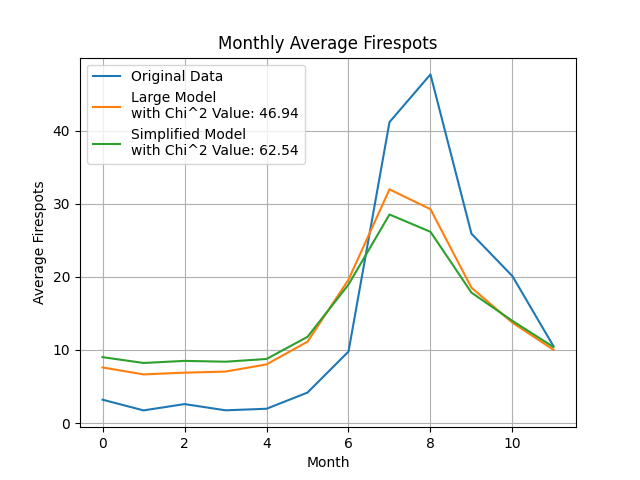 Monthly Average Firespots
Original Data
Large Model
with Chi^2 Value: 46.94
Simplified Model
with Chi^2 Value: 62.54
Average Firespots
40
30
20
10
0
0 2 4 6 8 10
Month